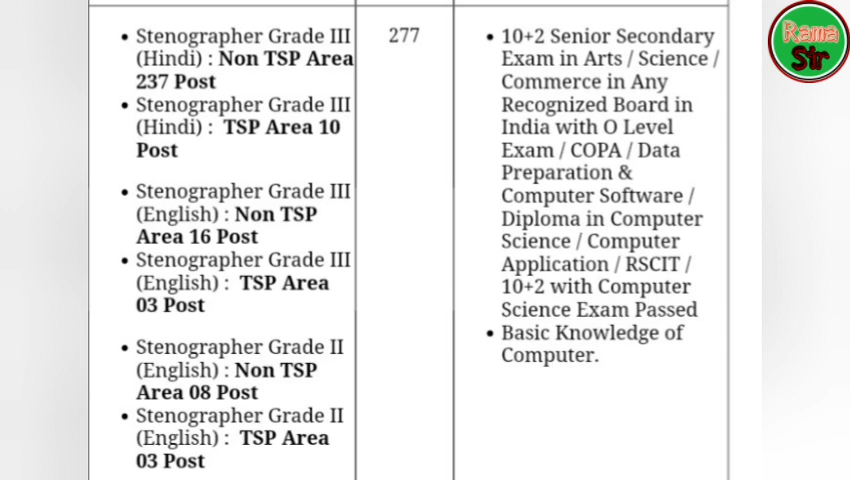 Stenographer Grade III
(Hindi) : Non TSP Area
237 Post
Stenographer Grade III
(Hindi) : TSP Area 10
Post
Stenographer Grade III
(English) : Non TSP
Area 16 Post
Stenographer Grade III
(English) : TSP Area
03 Post
Stenographer Grade II
(English) : Non TSP
Area 08 Post
Stenographer Grade II
(English) : TSP Area
03 Post
277
10+2 Senior Secondary
Exam in Arts / Science /
Commerce in Any
Recognized Board in
India with O Level
Exam / COPA / Data
Preparation &
Computer Software /
Diploma in Computer
Science / Computer
Application / RSCIT /
10+2 with Computer
Science Exam Passed
Basic Knowledge of
Computer.
Rama
Sir